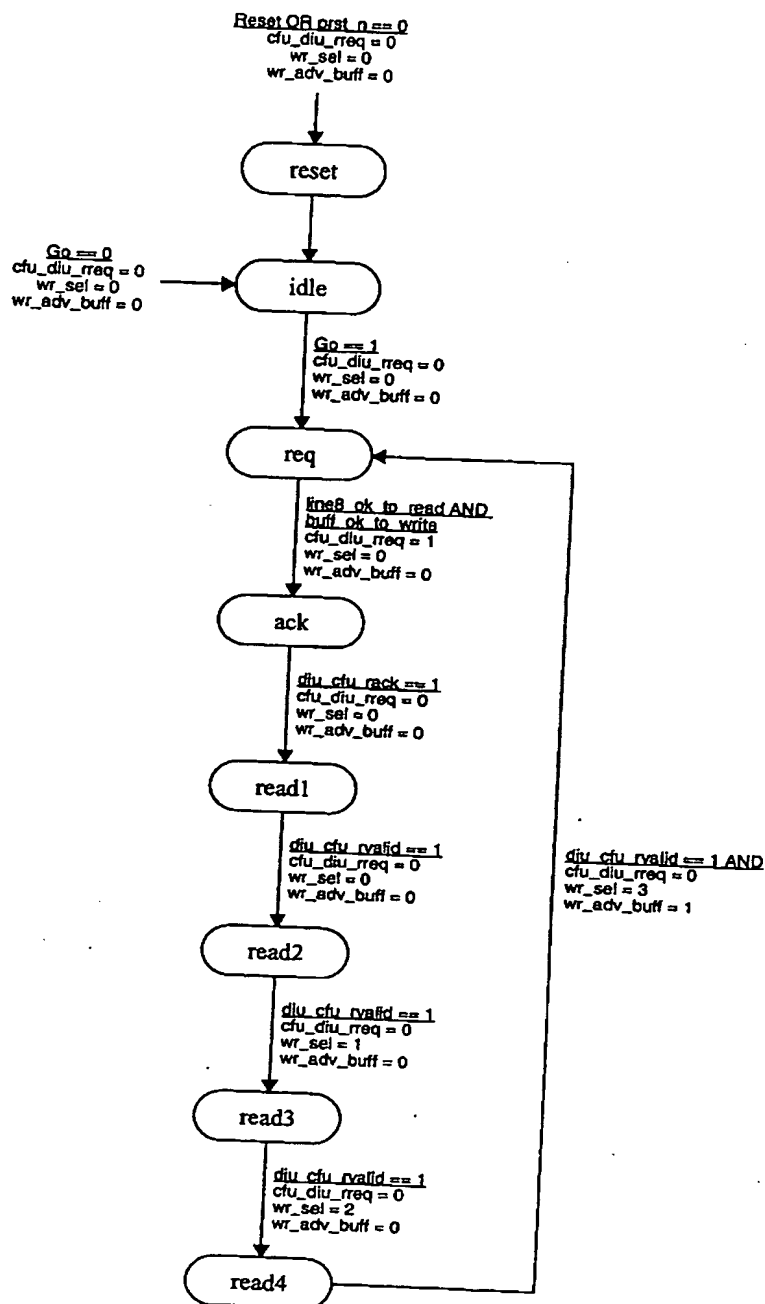 Reset OR prst_n == 0
cfu_diu_rreq = 0
wr_sel = 0
wr_adv_buff = 0
reset
Go == 0
cfu_diu_rreq = 0
wr_sel = 0
wr_adv_buff = 0
idle
Go == 1
cfu_diu_rreq = 0
wr_sel = 0
wr_adv_buff = 0
req
line8_ok_to_read AND
buff_ok_to_write
cfu_diu_rreq = 1
wr_sel = 0
wr_adv_buff = 0
ack
diu_cfu_rack == 1
cfu_diu_rreq = 0
wr_sel = 0
wr_adv_buff = 0
read1
diu_cfu_rvalid == 1
cfu_diu_rreq = 0
wr_sel = 0
wr_adv_buff = 0
diu_cfu_rvalid == 1 AND
cfu_diu_rreq = 0
wr_sel = 3
wr_adv_buff = 1
read2
diu_cfu_rvalid == 1
cfu_diu_rreq = 0
wr_sel = 1
wr_adv_buff = 0
read3
diu_cfu_rvalid == 1
cfu_diu_rreq = 0
wr_sel = 2
wr_adv_buff = 0
read4